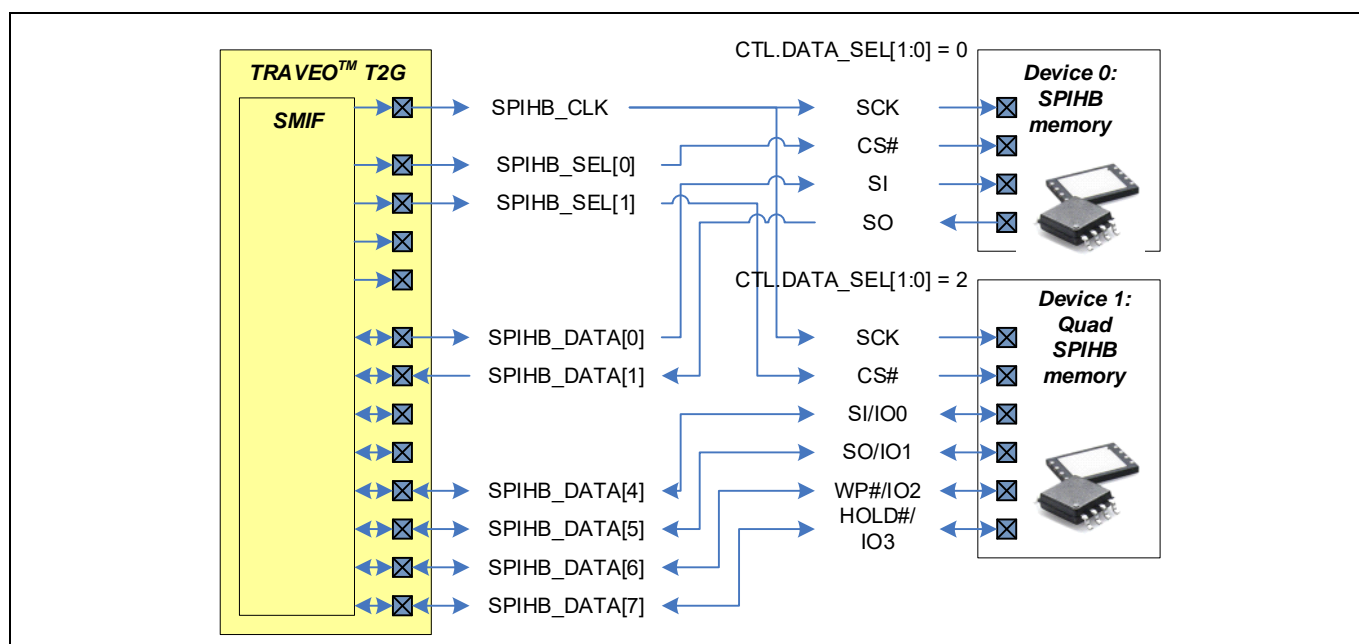 CTL.DATA_SEL[1:0] = 0
TRAVEO™ T2G
SMIF
SPIHB_CLK
SPIHB_SEL[0]
SPIHB_SEL[1]
SPIHB_DATA[0]
SPIHB_DATA[1]
SPIHB_DATA[4]
SPIHB_DATA[5]
SPIHB_DATA[6]
SPIHB_DATA[7]
SCK
CS#
SI
SO
Device 0:
SPIHB
memory
CTL.DATA_SEL[1:0] = 2
SCK
CS#
SI/IO0
SO/IO1
WP#/IO2
HOLD#/
IO3
Device 1:
Quad
SPIHB
memory